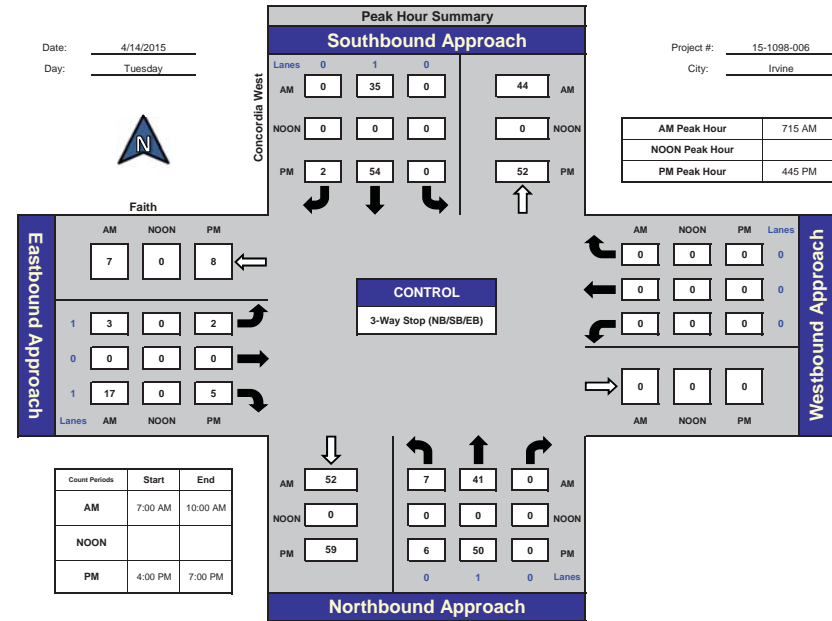 Peak Hour Summary
Southbound Approach
Date: 4/14/2015
Day: Tuesday
Project #: 15-1098-006
City: Irvine
N
Concordia West
Lanes 0 1 0
AM 0 35 0 44 AM
NOON 0 0 0 0 NOON
PM 2 54 0 52 PM
AM Peak Hour 715 AM
NOON Peak Hour
PM Peak Hour 445 PM
Faith
Eastbound Approach
AM NOON PM
7 0 8
1 3 0 2
0 0 0 0
1 17 0 5
Lanes AM NOON PM
CONTROL
3-Way Stop (NB/SB/EB)
AM NOON PM Lanes
0 0 0 0
0 0 0 0
0 0 0 0
0 0 0
AM NOON PM
Westbound Approach
Count Periods Start End
AM 7:00 AM 10:00 AM
NOON
PM 4:00 PM 7:00 PM
AM 52 7 41 0 AM
NOON 0 0 0 0 NOON
PM 59 6 50 0 PM
0 1 0 Lanes
Northbound Approach